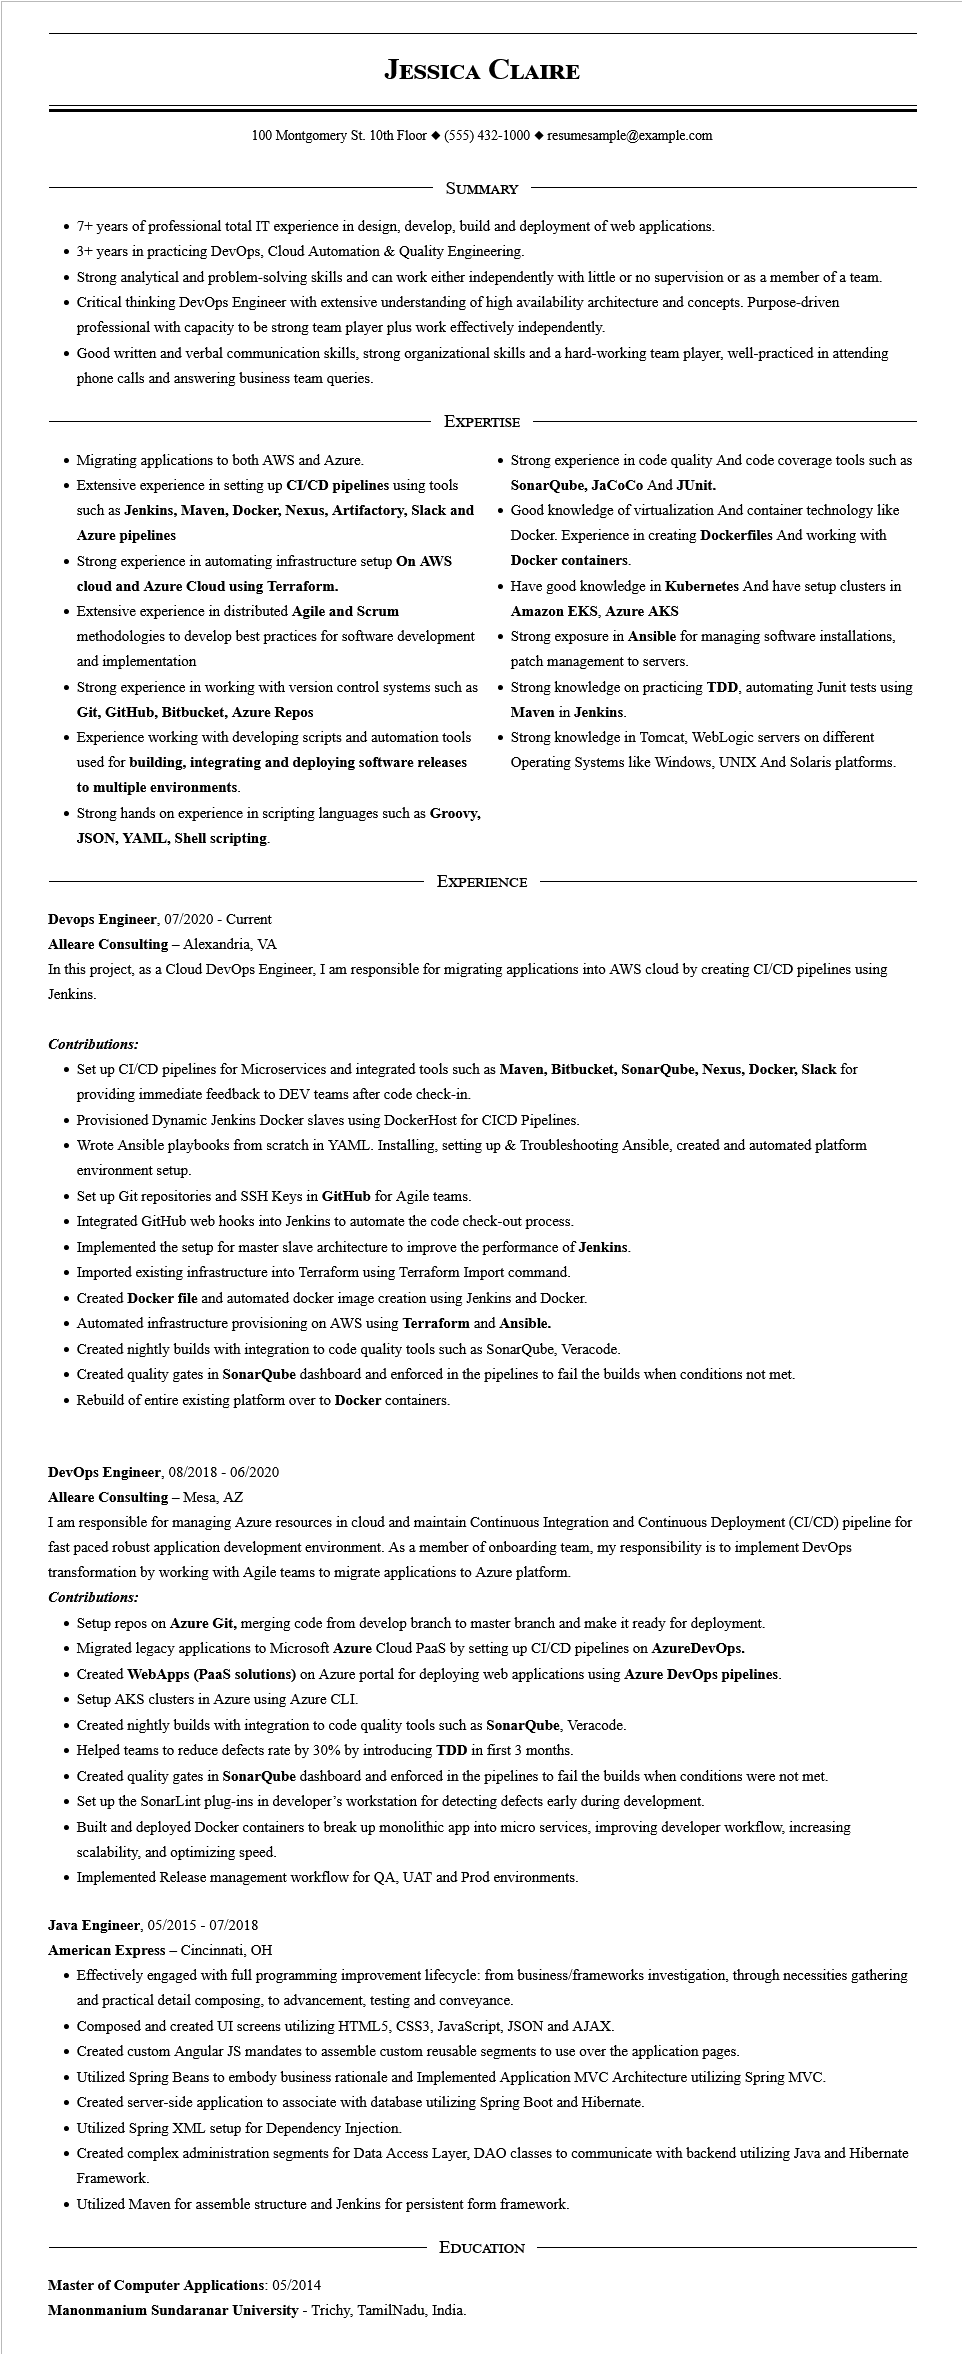 Jessica Claire
100 Montgomery St. 10th Floor ◆ (555) 432-1000 ◆ resumesample@example.com
Summary
• 7+ years of professional total IT experience in design, develop, build and deployment of web applications.
• 3+ years in practicing DevOps, Cloud Automation & Quality Engineering.
• Strong analytical and problem-solving skills and can work either independently with little or no supervision or as a member of a team.
• Critical thinking DevOps Engineer with extensive understanding of high availability architecture and concepts. Purpose-driven
professional with capacity to be strong team player plus work effectively independently.
• Good written and verbal communication skills, strong organizational skills and a hard-working team player, well-practiced in attending
phone calls and answering business team queries.
Expertise
• Migrating applications to both AWS and Azure.
• Extensive experience in setting up CI/CD pipelines using tools
such as Jenkins, Maven, Docker, Nexus, Artifactory, Slack and
Azure pipelines
• Strong experience in automating infrastructure setup On AWS
cloud and Azure Cloud using Terraform.
• Extensive experience in distributed Agile and Scrum
methodologies to develop best practices for software development
and implementation
• Strong experience in working with version control systems such as
Git, GitHub, Bitbucket, Azure Repos
• Experience working with developing scripts and automation tools
used for building, integrating and deploying software releases
to multiple environments.
• Strong hands on experience in scripting languages such as Groovy,
JSON, YAML, Shell scripting.
• Strong experience in code quality And code coverage tools such as
SonarQube, JaCoCo And JUnit.
• Good knowledge of virtualization And container technology like
Docker. Experience in creating Dockerfiles And working with
Docker containers.
• Have good knowledge in Kubernetes And have setup clusters in
Amazon EKS, Azure AKS
• Strong exposure in Ansible for managing software installations,
patch management to servers.
• Strong knowledge on practicing TDD, automating Junit tests using
Maven in Jenkins.
• Strong knowledge in Tomcat, WebLogic servers on different
Operating Systems like Windows, UNIX And Solaris platforms.
Experience
Devops Engineer, 07/2020 - Current
Alleare Consulting – Alexandria, VA
In this project, as a Cloud DevOps Engineer, I am responsible for migrating applications into AWS cloud by creating CI/CD pipelines using
Jenkins.
Contributions:
• Set up CI/CD pipelines for Microservices and integrated tools such as Maven, Bitbucket, SonarQube, Nexus, Docker, Slack for
providing immediate feedback to DEV teams after code check-in.
• Provisioned Dynamic Jenkins Docker slaves using DockerHost for CICD Pipelines.
• Wrote Ansible playbooks from scratch in YAML. Installing, setting up & Troubleshooting Ansible, created and automated platform
environment setup.
• Set up Git repositories and SSH Keys in GitHub for Agile teams.
• Integrated GitHub web hooks into Jenkins to automate the code check-out process.
• Implemented the setup for master slave architecture to improve the performance of Jenkins.
• Imported existing infrastructure into Terraform using Terraform Import command.
• Created Docker file and automated docker image creation using Jenkins and Docker.
• Automated infrastructure provisioning on AWS using Terraform and Ansible.
• Created nightly builds with integration to code quality tools such as SonarQube, Veracode.
• Created quality gates in SonarQube dashboard and enforced in the pipelines to fail the builds when conditions not met.
• Rebuild of entire existing platform over to Docker containers.
DevOps Engineer, 08/2018 - 06/2020
Alleare Consulting – Mesa, AZ
I am responsible for managing Azure resources in cloud and maintain Continuous Integration and Continuous Deployment (CI/CD) pipeline for
fast paced robust application development environment. As a member of onboarding team, my responsibility is to implement DevOps
transformation by working with Agile teams to migrate applications to Azure platform.
Contributions:
• Setup repos on Azure Git, merging code from develop branch to master branch and make it ready for deployment.
• Migrated legacy applications to Microsoft Azure Cloud PaaS by setting up CI/CD pipelines on AzureDevOps.
• Created WebApps (PaaS solutions) on Azure portal for deploying web applications using Azure DevOps pipelines.
• Setup AKS clusters in Azure using Azure CLI.
• Created nightly builds with integration to code quality tools such as SonarQube, Veracode.
• Helped teams to reduce defects rate by 30% by introducing TDD in first 3 months.
• Created quality gates in SonarQube dashboard and enforced in the pipelines to fail the builds when conditions were not met.
• Set up the SonarLint plug-ins in developer’s workstation for detecting defects early during development.
• Built and deployed Docker containers to break up monolithic app into micro services, improving developer workflow, increasing
scalability, and optimizing speed.
• Implemented Release management workflow for QA, UAT and Prod environments.
Java Engineer, 05/2015 - 07/2018
American Express – Cincinnati, OH
• Effectively engaged with full programming improvement lifecycle: from business/frameworks investigation, through necessities gathering
and practical detail composing, to advancement, testing and conveyance.
• Composed and created UI screens utilizing HTML5, CSS3, JavaScript, JSON and AJAX.
• Created custom Angular JS mandates to assemble custom reusable segments to use over the application pages.
• Utilized Spring Beans to embody business rationale and Implemented Application MVC Architecture utilizing Spring MVC.
• Created server-side application to associate with database utilizing Spring Boot and Hibernate.
• Utilized Spring XML setup for Dependency Injection.
• Created complex administration segments for Data Access Layer, DAO classes to communicate with backend utilizing Java and Hibernate
Framework.
• Utilized Maven for assemble structure and Jenkins for persistent form framework.
Education
Master of Computer Applications: 05/2014
Manonmanium Sundaranar University - Trichy, TamilNadu, India.